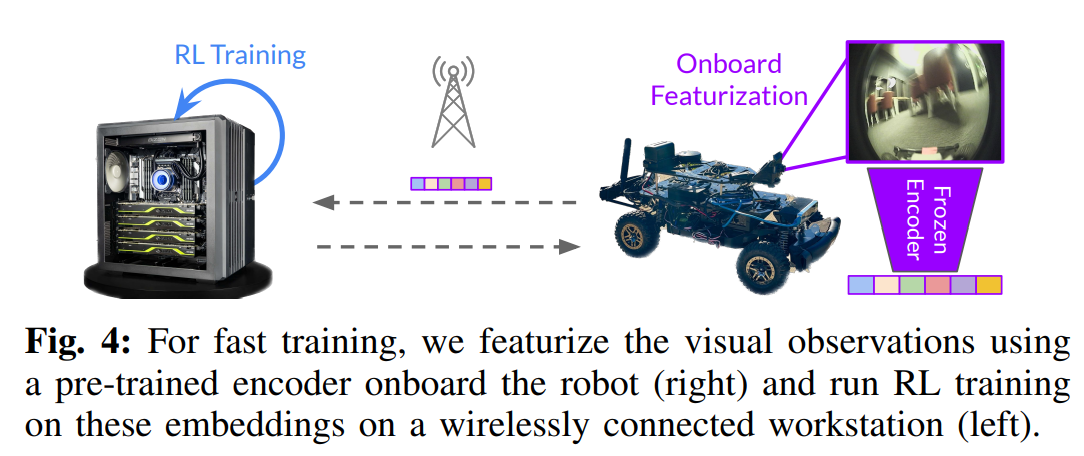 RL Training
Onboard
Featurization
Frozen
Encoder
Fig. 4: For fast training, we featurize the visual observations using
a pre-trained encoder onboard the robot (right) and run RL training
on these embeddings on a wirelessly connected workstation (left).